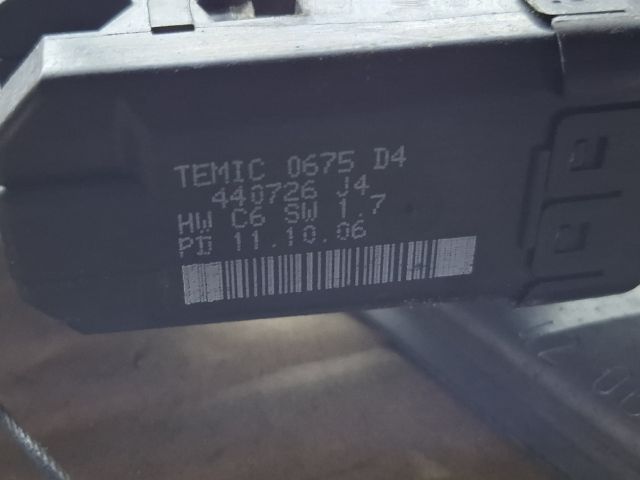 TEMIC 0675 D4
440726 J4
HW C6 SW 1.7
PD 11.10.06